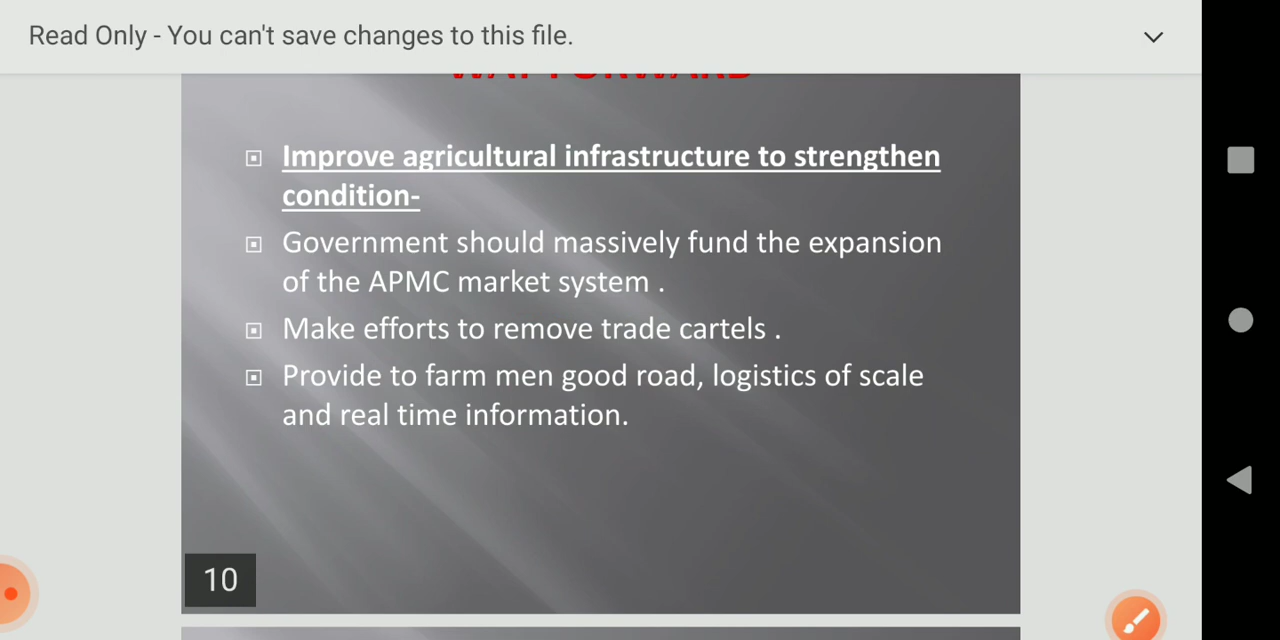 Read Only - You can't save changes to this file.
WAY FORWARD
Improve agricultural infrastructure to strengthen
condition-
Government should massively fund the expansion
of the APMC market system .
Make efforts to remove trade cartels .
Provide to farm men good road, logistics of scale
and real time information.
10